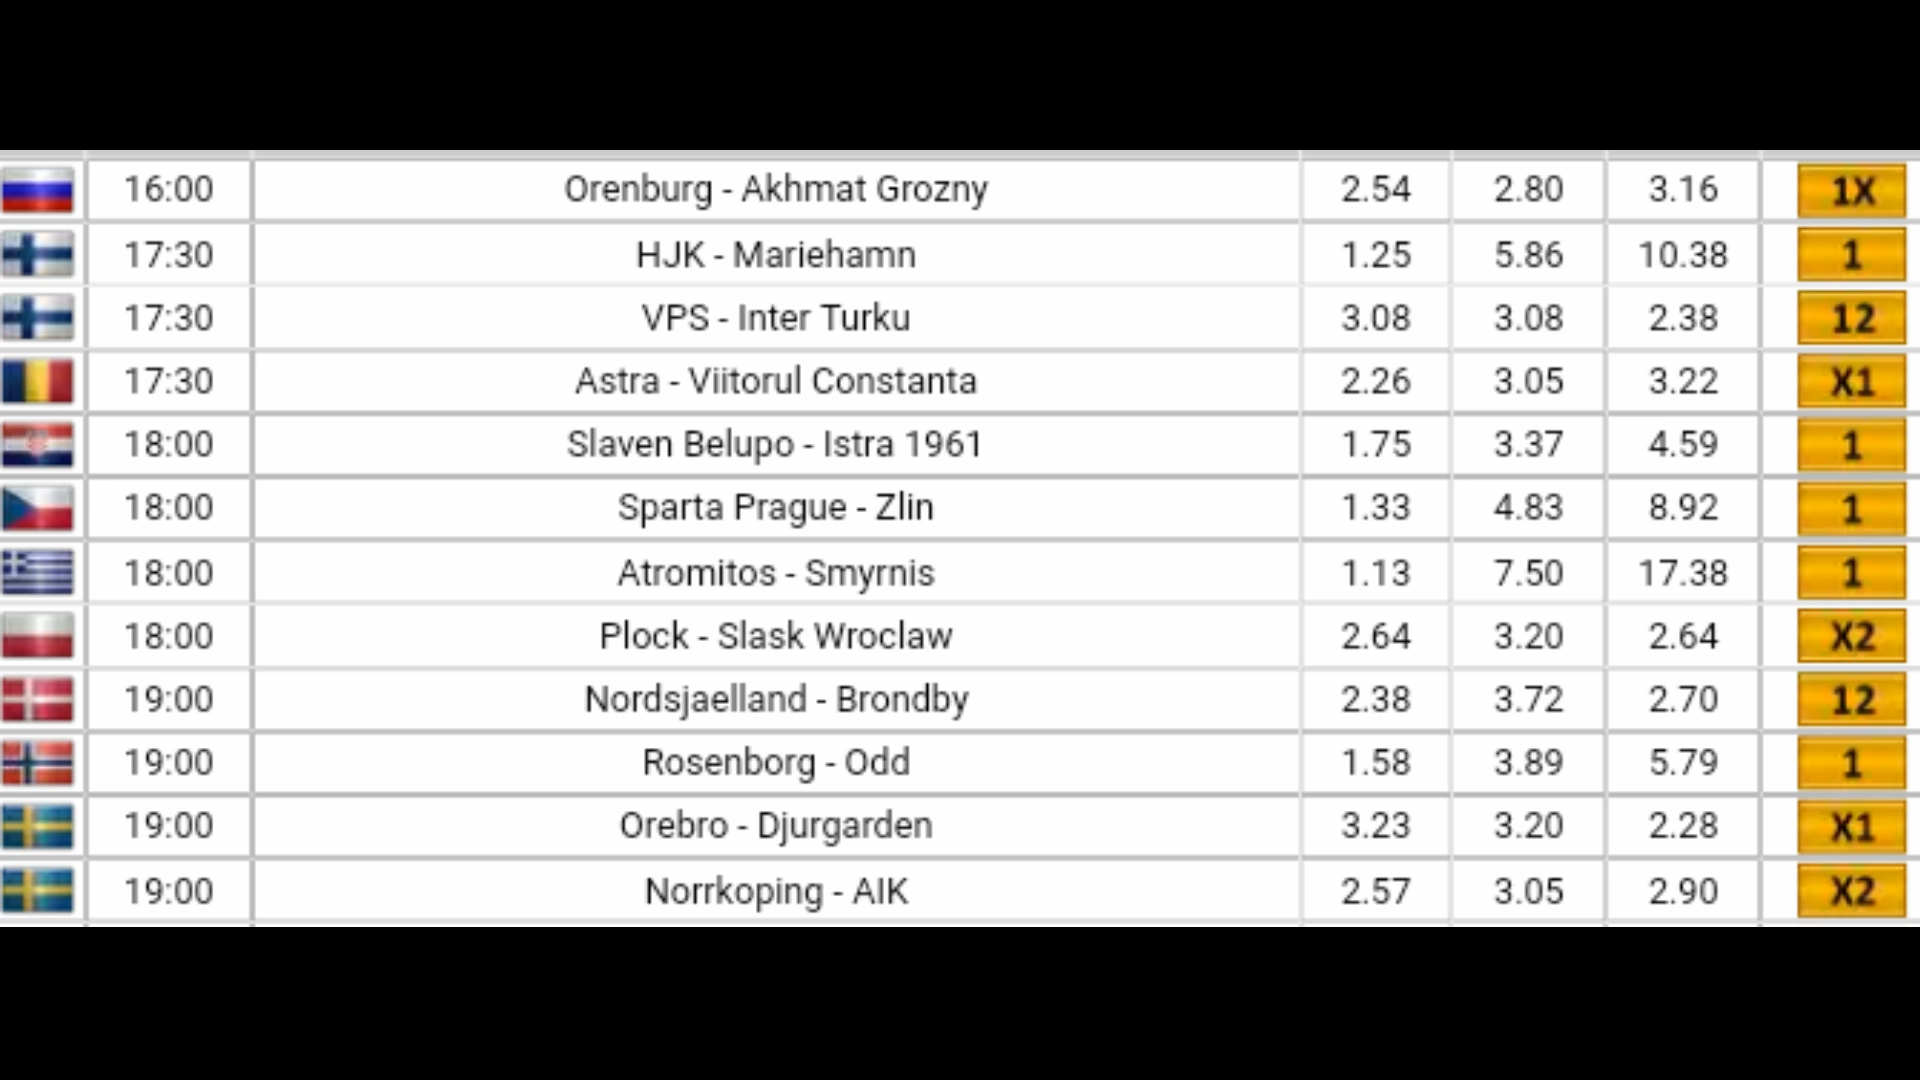 16:00 Orenburg - Akhmat Grozny 2.54 2.80 3.16 1X
17:30 HJK - Mariehamn 1.25 5.86 10.38 1
17:30 VPS - Inter Turku 3.08 3.08 2.38 12
17:30 Astra - Viitorul Constanta 2.26 3.05 3.22 X1
18:00 Slaven Belupo - Istra 1961 1.75 3.37 4.59 1
18:00 Sparta Prague - Zlin 1.33 4.83 8.92 1
18:00 Atromitos - Smyrnis 1.13 7.50 17.38 1
18:00 Plock - Slask Wroclaw 2.64 3.20 2.64 X2
19:00 Nordsjaelland - Brondby 2.38 3.72 2.70 12
19:00 Rosenborg - Odd 1.58 3.89 5.79 1
19:00 Orebro - Djurgarden 3.23 3.20 2.28 X1
19:00 Norrkoping - AIK 2.57 3.05 2.90 X2